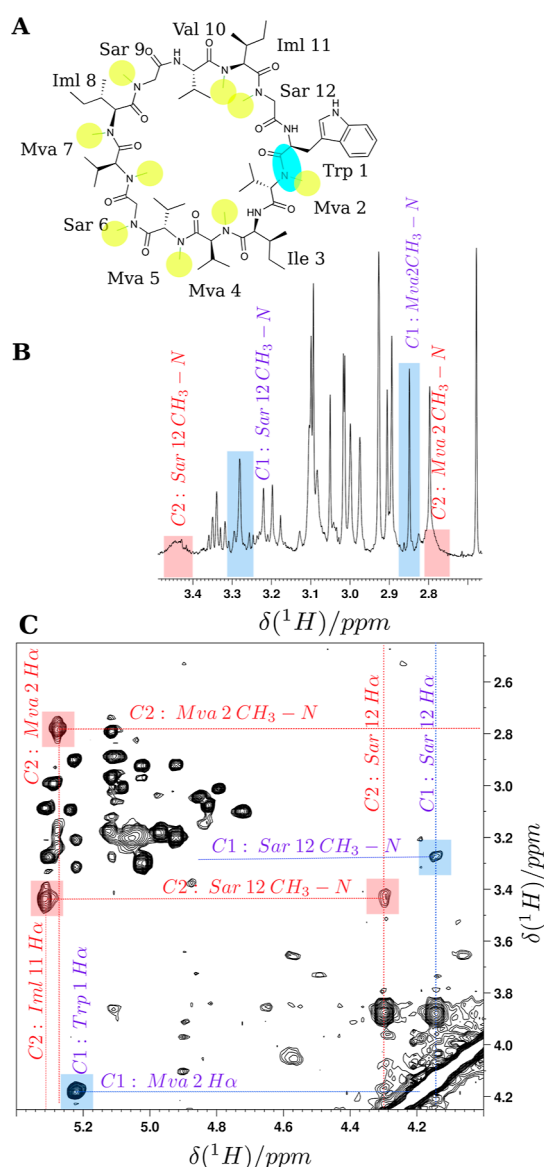 A
Val 10
Sar 9
Iml 11
Iml 8
Sar 12
Mva 7
Trp 1
Mva 2
Sar 6
Ile 3
Mva 5
Mva 4
O
NH
O
N
O
N
O
N
O
NH
HN
N
O
N
O
N
O
N
O
N
O
N
O
HN
O
B
C2 : Sar 12 CH₃ − N
C1 : Sar 12 CH₃ − N
C1 : Mva2CH₃ − N
C2 : Mva 2 CH₃ − N
3.4 3.3 3.2 3.1 3.0 2.9 2.8
δ(¹H)/ppm
C
C2 : Mva 2 Hα
C2 : Mva 2 CH₃ − N
C2 : Sar 12 Hα
C1 : Sar 12 Hα
C1 : Sar 12 CH₃ − N
C2 : Sar 12 CH₃ − N
C2 : Iml 11 Hα
C1 : Trp 1 Hα
C1 : Mva 2 Hα
2.6
2.8
3.0
3.2
3.4
3.6
3.8
4.0
4.2
δ(¹H)/ppm
5.2 5.0 4.8 4.6 4.4 4.2
δ(¹H)/ppm